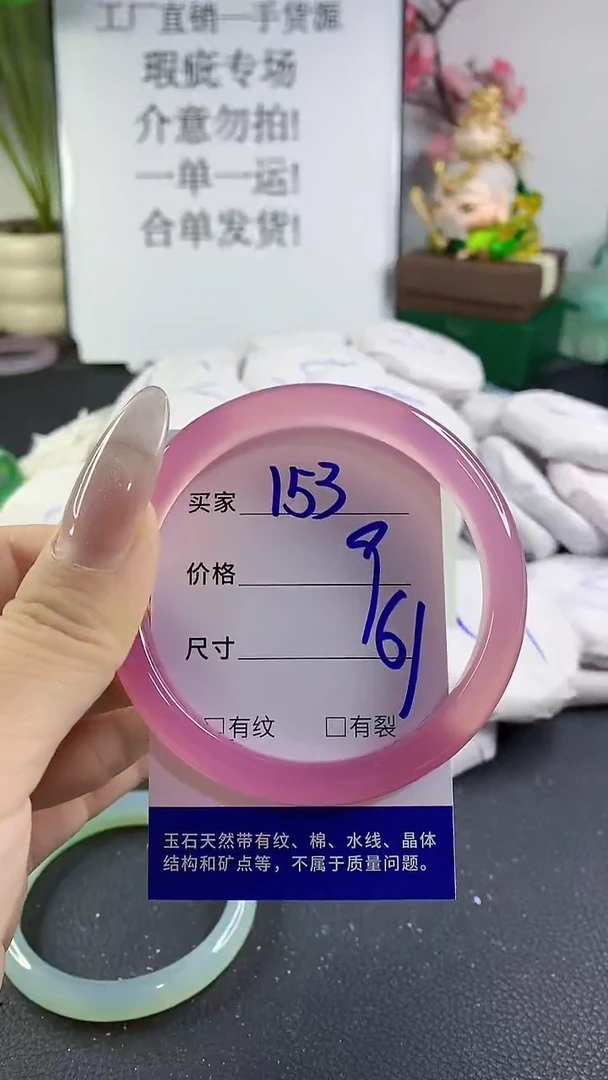 工厂直销一手货源
瑕疵专场
介意勿拍!
一单一运!
合单发货!
买家 153
价格
尺寸 61
□有纹 □有裂
玉石天然带有纹、棉、水线、晶体
结构和矿点等，不属于质量问题。